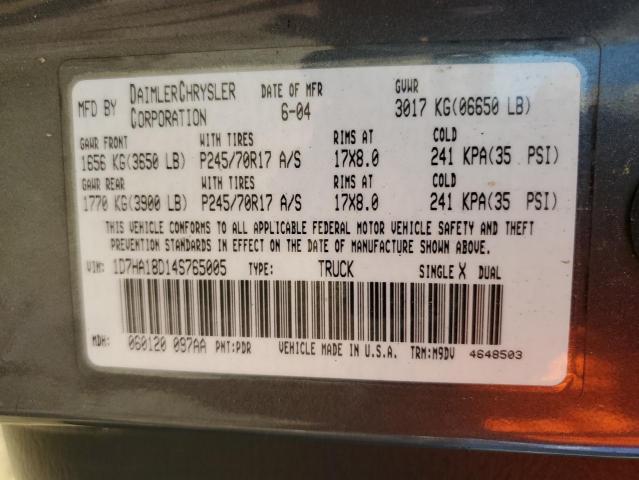 MFD BY DAIMLERCHRYSLER CORPORATION DATE OF MFR 6-04 GVWR 3017 KG(06650 LB)
GAWR FRONT WITH TIRES RIMS AT COLD
1656 KG(3650 LB) P245/70R17 A/S 17X8.0 241 KPA(35 PSI)
GAWR REAR WITH TIRES RIMS AT COLD
1770 KG(3900 LB) P245/70R17 A/S 17X8.0 241 KPA(35 PSI)
THIS VEHICLE CONFORMS TO ALL APPLICABLE FEDERAL MOTOR VEHICLE SAFETY AND THEFT
PREVENTION STANDARDS IN EFFECT ON THE DATE OF MANUFACTURE SHOWN ABOVE.
VIN: 1D7HA18D14S765005 TYPE: TRUCK SINGLE X DUAL
MDH: 060120 097AA PNT:PDR VEHICLE MADE IN U.S.A. TRM:M9DV 4648503